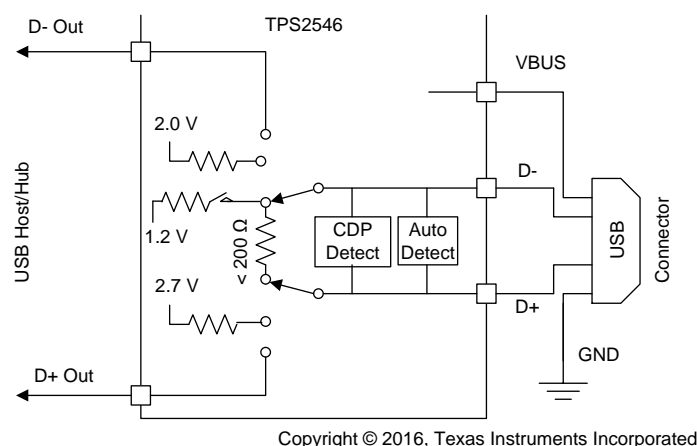 D- Out
TPS2546
VBUS
2.0 V
D-
1.2 V
< 200 Ω
CDP
Detect
Auto
Detect
USB Host/Hub
USB
Connector
2.7 V
D+
GND
D+ Out
Copyright © 2016, Texas Instruments Incorporated